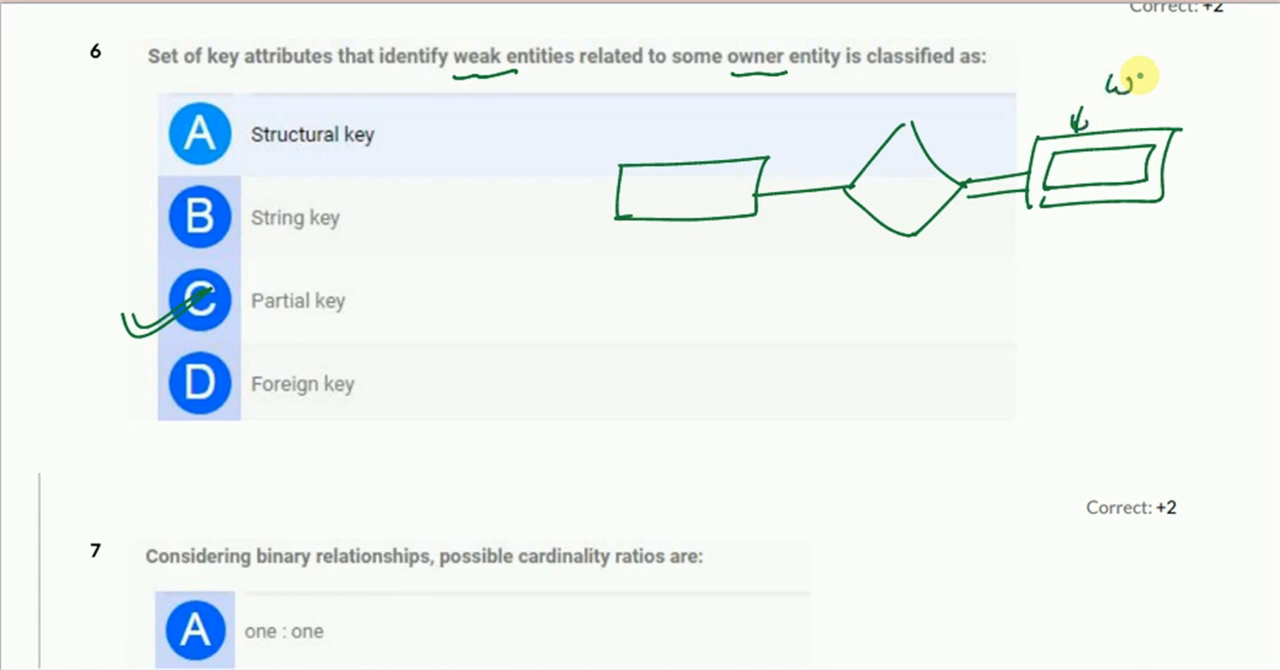 Correct: +2
6 Set of key attributes that identify weak entities related to some owner entity is classified as:
W
A Structural key
B String key
C Partial key
D Foreign key
Correct: +2
7 Considering binary relationships, possible cardinality ratios are:
A one : one